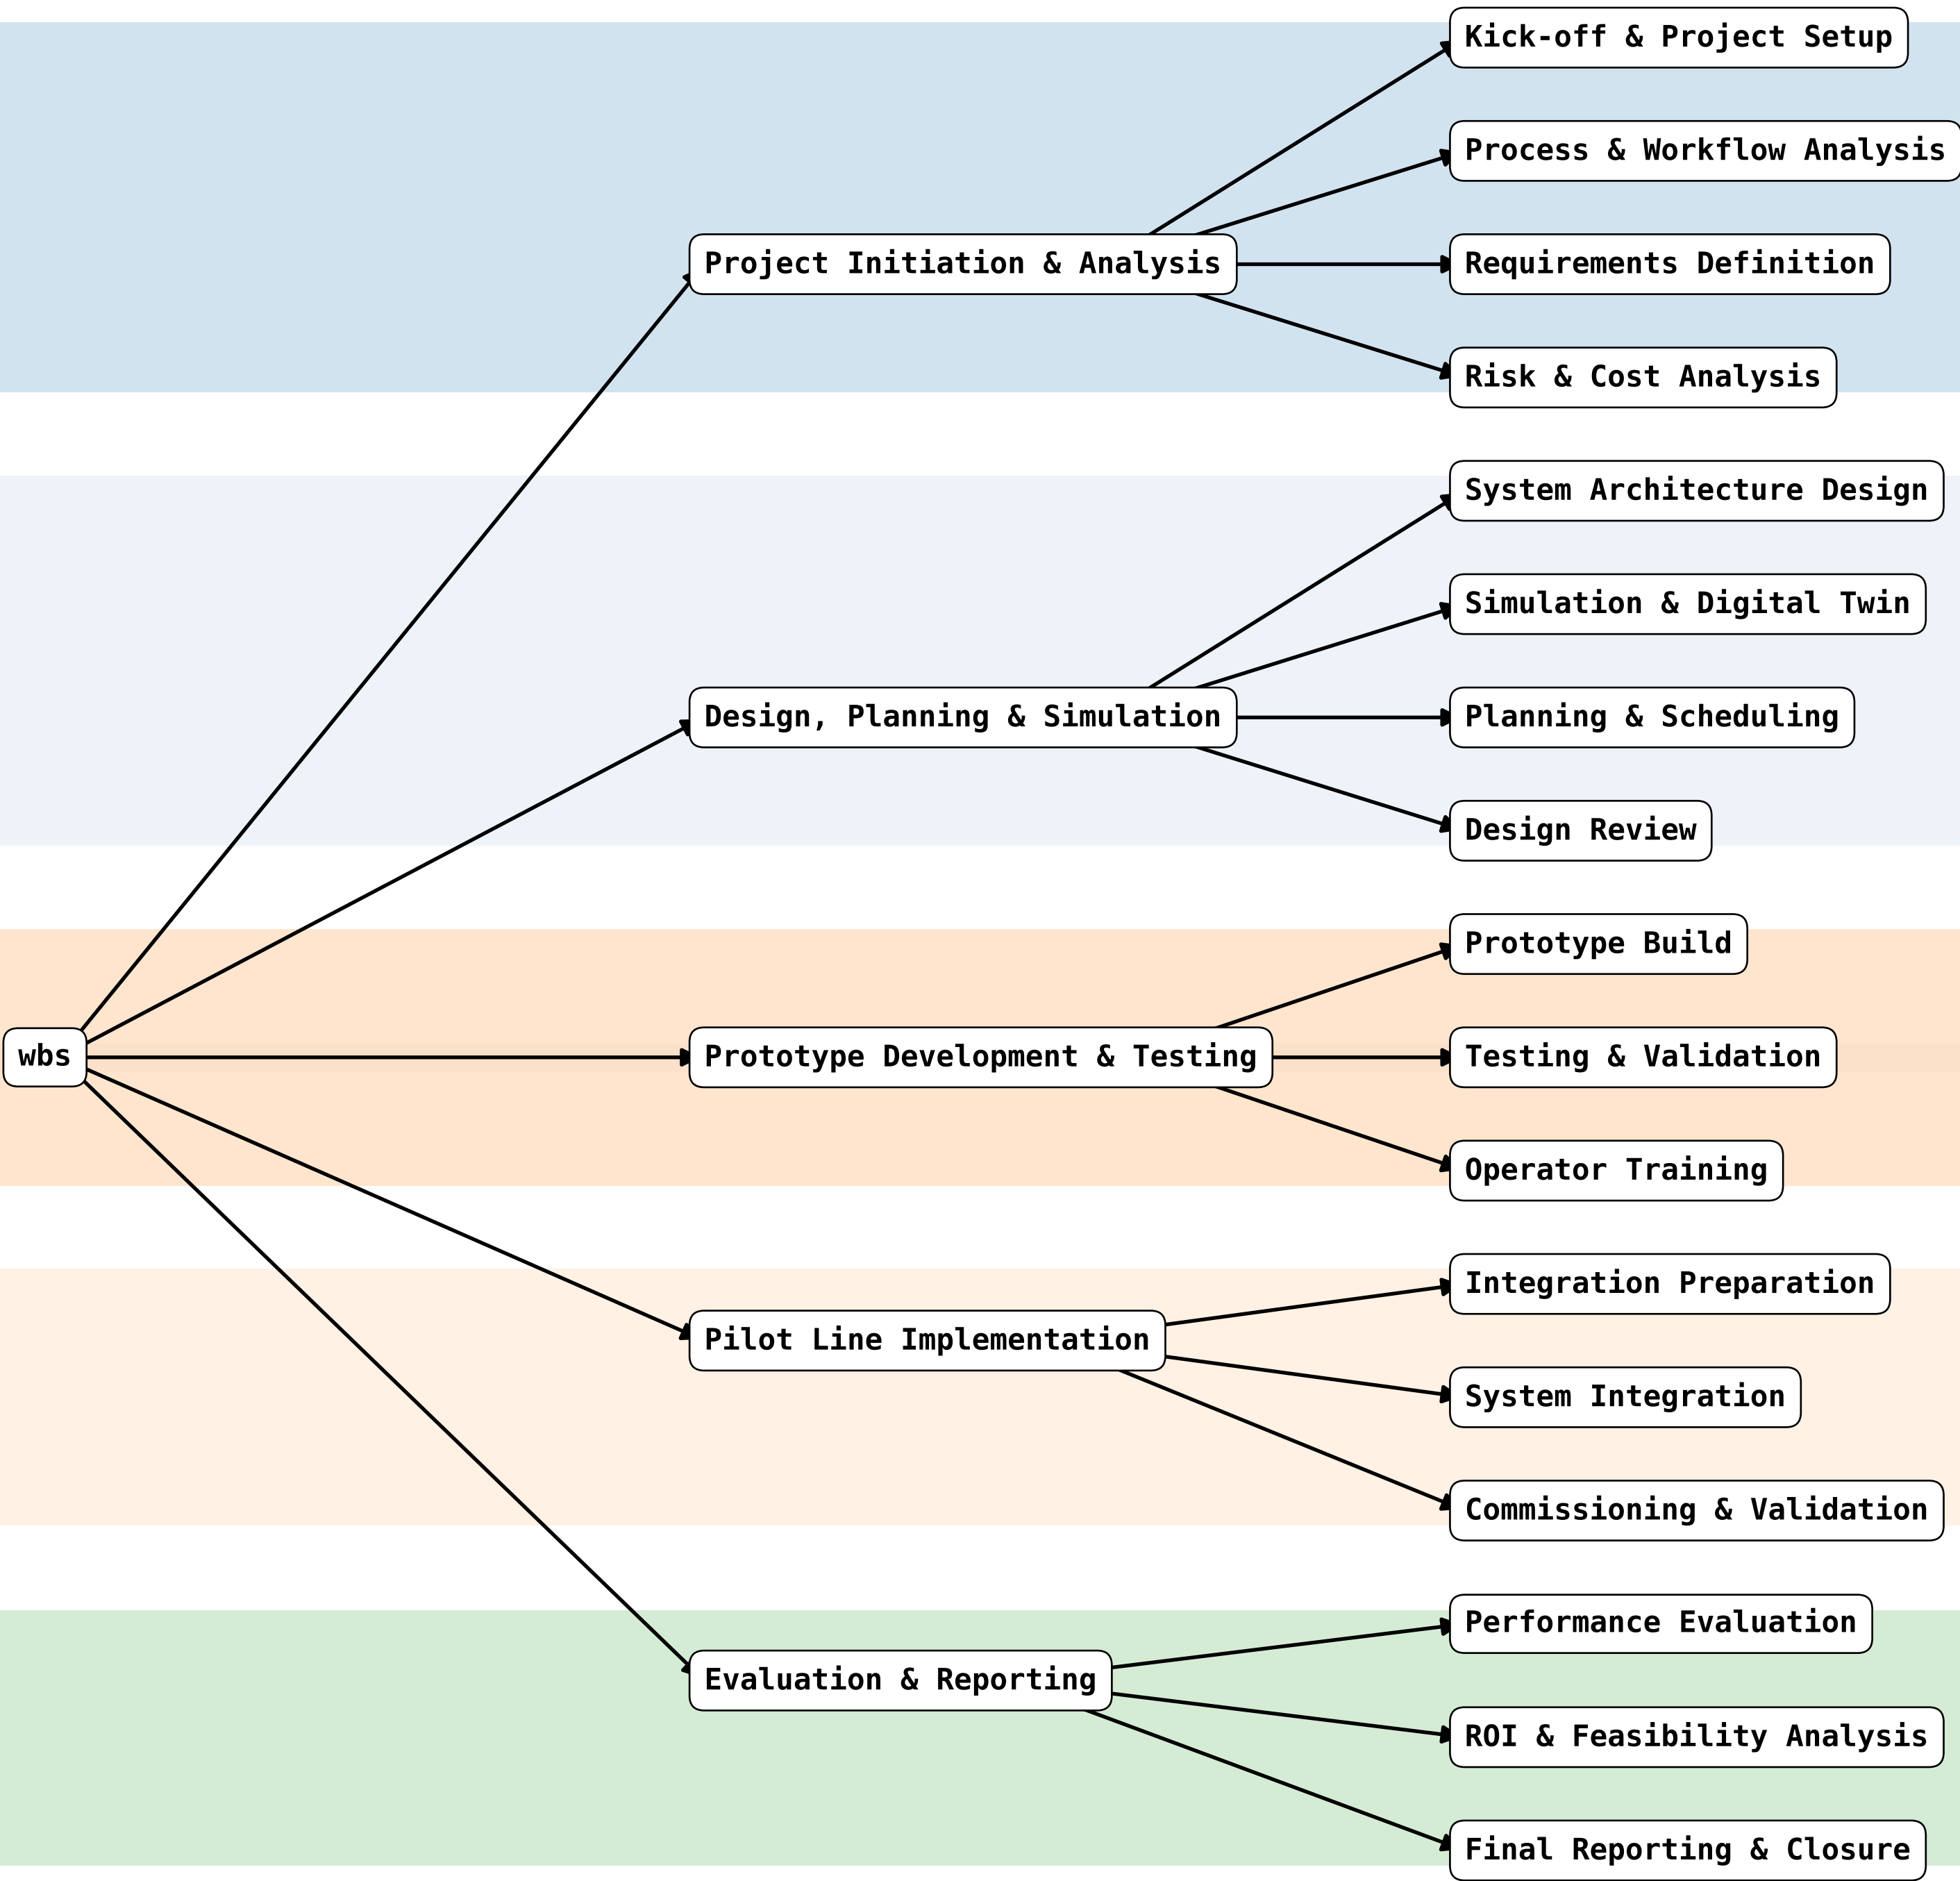 wbs
Project Initiation & Analysis
Kick-off & Project Setup
Process & Workflow Analysis
Requirements Definition
Risk & Cost Analysis
Design, Planning & Simulation
System Architecture Design
Simulation & Digital Twin
Planning & Scheduling
Design Review
Prototype Development & Testing
Prototype Build
Testing & Validation
Operator Training
Pilot Line Implementation
Integration Preparation
System Integration
Commissioning & Validation
Evaluation & Reporting
Performance Evaluation
ROI & Feasibility Analysis
Final Reporting & Closure